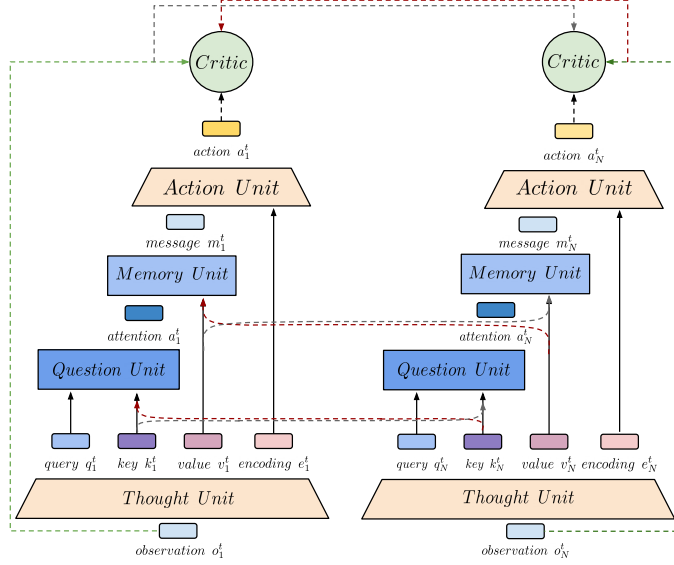 Critic Critic
action a_1^t action a_N^t
Action Unit Action Unit
message m_1^t message m_N^t
Memory Unit Memory Unit
attention a_1^t attention a_N^t
Question Unit Question Unit
query q_1^t key k_1^t value v_1^t encoding e_1^t query q_N^t key k_N^t value v_N^t encoding e_N^t
Thought Unit Thought Unit
observation o_1^t observation o_N^t